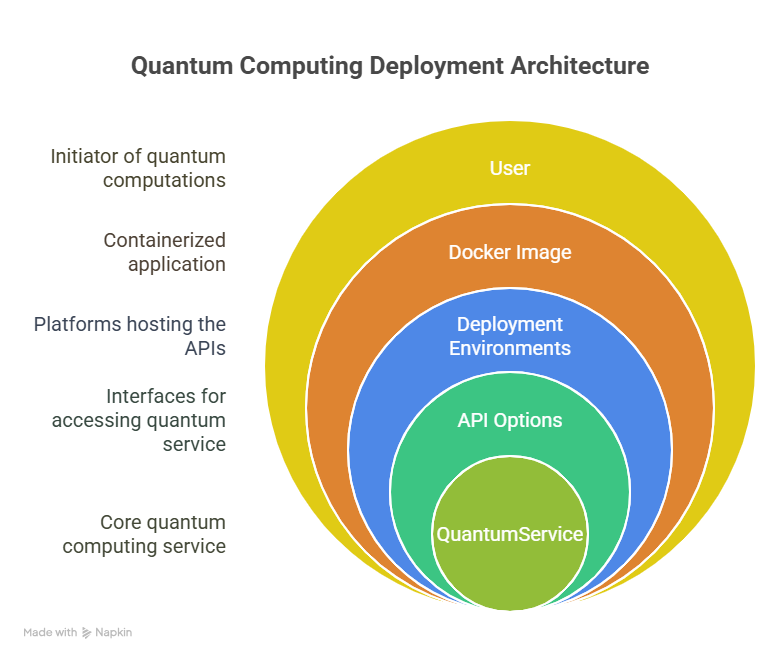 Quantum Computing Deployment Architecture
Initiator of quantum
computations
User
Containerized
application
Docker Image
Platforms hosting the
APIs
Deployment
Environments
Interfaces for
accessing quantum
service
API Options
Core quantum
computing service
QuantumService
Made with Napkin